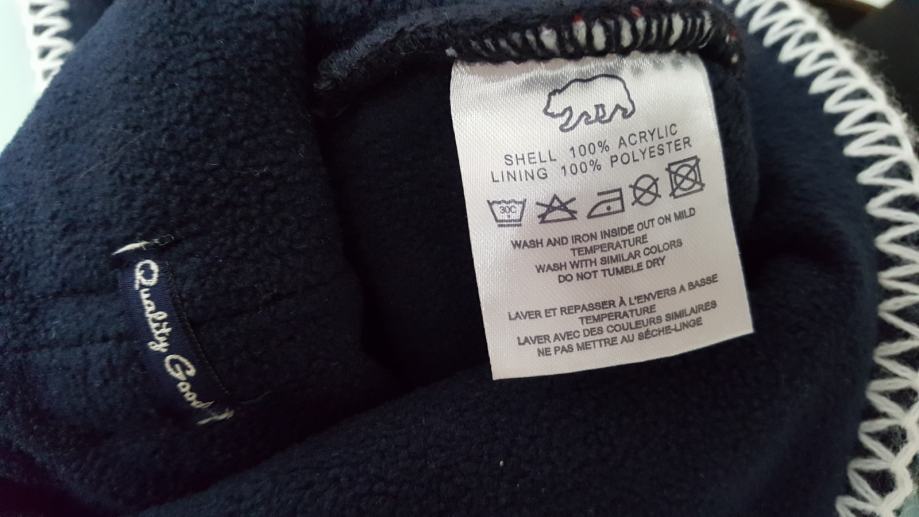 SHELL 100% ACRYLIC
LINING 100% POLYESTER
30C
WASH AND IRON INSIDE OUT ON MILD
TEMPERATURE
WASH WITH SIMILAR COLORS
DO NOT TUMBLE DRY
LAVER ET REPASSER À L'ENVERS A BASSE
TEMPERATURE
LAVER AVEC DES COULEURS SIMILAIRES
NE PAS METTRE AU SÉCHE-LINGE
Quality Good